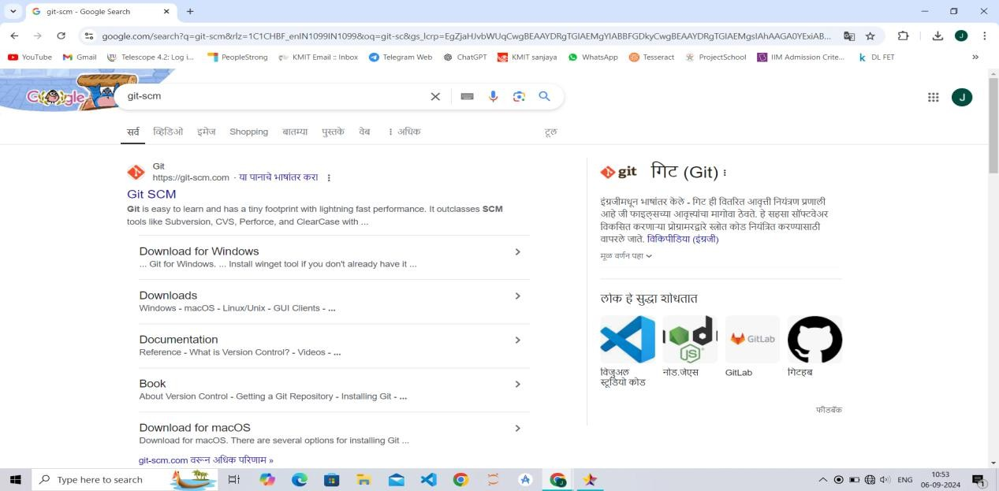 git-scm - Google Search
google.com/search?q=git-scm&rlz=1C1CHBF_enIN1099IN1099&oq=git-sc&gs_lcrp=EgZjaHJvbWUqCwgBEAAYDRgTGIAEMgYIABBFGDkyCwgBEAAYDRgTGIAEMgsIAhAAGA0YExiAB...
J
YouTube Gmail Telescope 4.2: Log i... PeopleStrong KMIT Email :: Inbox Telegram Web ChatGPT KMIT sanjaya WhatsApp Tesseract ProjectSchool IIM Admission Crite... DL FET »
Google git-scm
J
सर्व व्हिडिओ इमेज Shopping बातम्या पुस्तके वेब अधिक टूल
Git
https://git-scm.com · या पानाचे भाषांतर करा
Git SCM
Git is easy to learn and has a tiny footprint with lightning fast performance. It outclasses SCM
tools like Subversion, CVS, Perforce, and ClearCase with ...
Download for Windows
... Git for Windows. ... Install winget tool if you don't already have it ...
Downloads
Windows - macOS - Linux/Unix - GUI Clients - ...
Documentation
Reference - What is Version Control? - Videos - ...
Book
About Version Control - Getting a Git Repository - Installing Git - ...
Download for macOS
Download for macOS. There are several options for installing Git ...
git-scm.com वरून अधिक परिणाम »
git गिट (Git)
इंग्रजीमधून भाषांतर केले - गिट ही वितरित आवृत्ती नियंत्रण प्रणाली
आहे जी फाइल्सच्या आवृत्त्यांचा मागोवा ठेवते. हे सहसा सॉफ्टवेअर
विकसित करणाऱ्या प्रोग्रामरद्वारे स्त्रोत कोड नियंत्रित करण्यासाठी
वापरले जाते. विकिपीडिया (इंग्रजी)
मूळ वर्णन पहा
लोक हे सुद्धा शोधतात
GitLab
विजुअल
स्टूडियो कोड
नोड.जेएस
GitLab
गिटहब
फीडबॅक
Type here to search
ENG
10:53
06-09-2024
1